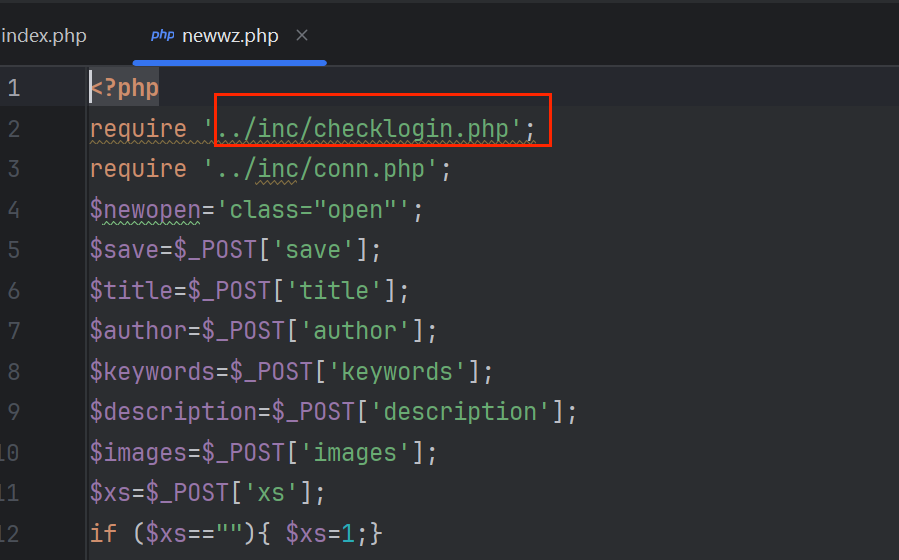 index.php
php newwz.php ×
1 <?php
2 require '../inc/checklogin.php';
3 require '../inc/conn.php';
4 $newopen='class="open"';
5 $save=$_POST['save'];
6 $title=$_POST['title'];
7 $author=$_POST['author'];
8 $keywords=$_POST['keywords'];
9 $description=$_POST['description'];
10 $images=$_POST['images'];
11 $xs=$_POST['xs'];
12 if ($xs==""){ $xs=1;}